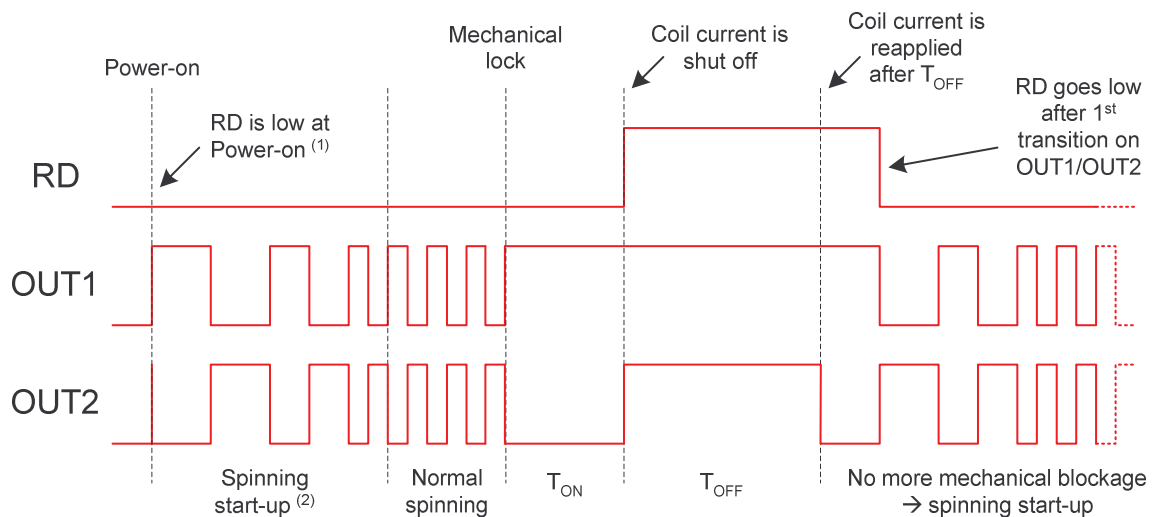 Power-on
Mechanical
lock
Coil current is
shut off
Coil current is
reapplied
after TOFF
RD is low at
Power-on (1)
RD goes low
after 1st
transition on
OUT1/OUT2
RD
OUT1
OUT2
Spinning
start-up (2)
Normal
spinning
TON
TOFF
No more mechanical blockage
→ spinning start-up